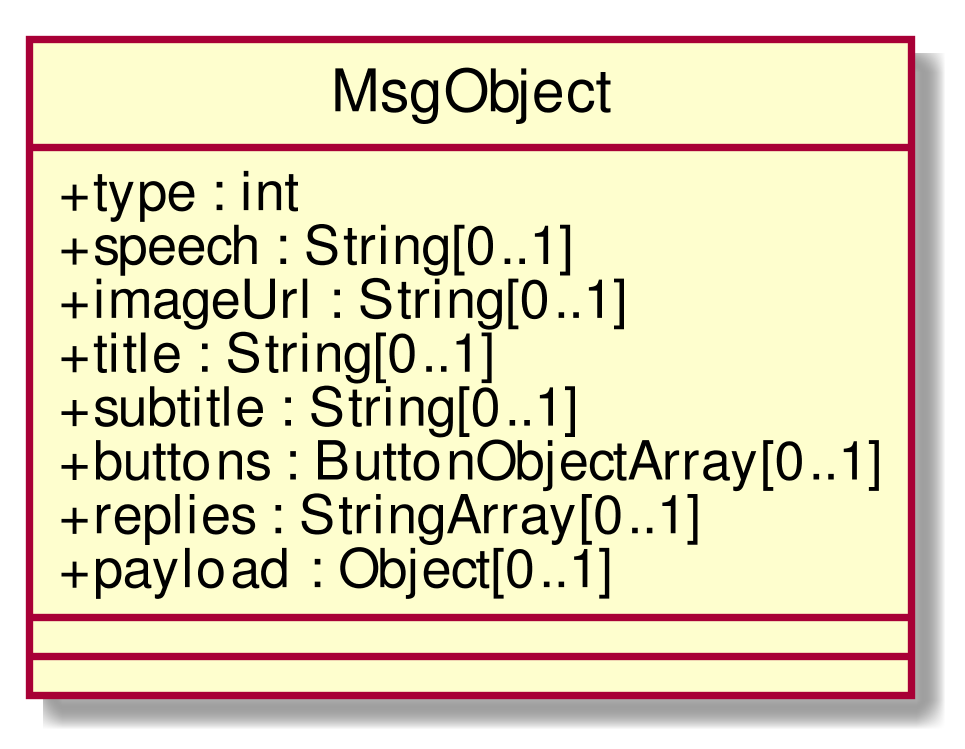 MsgObject
+type : int
+speech : String[0..1]
+imageUrl : String[0..1]
+title : String[0..1]
+subtitle : String[0..1]
+buttons : ButtonObjectArray[0..1]
+replies : StringArray[0..1]
+payload : Object[0..1]